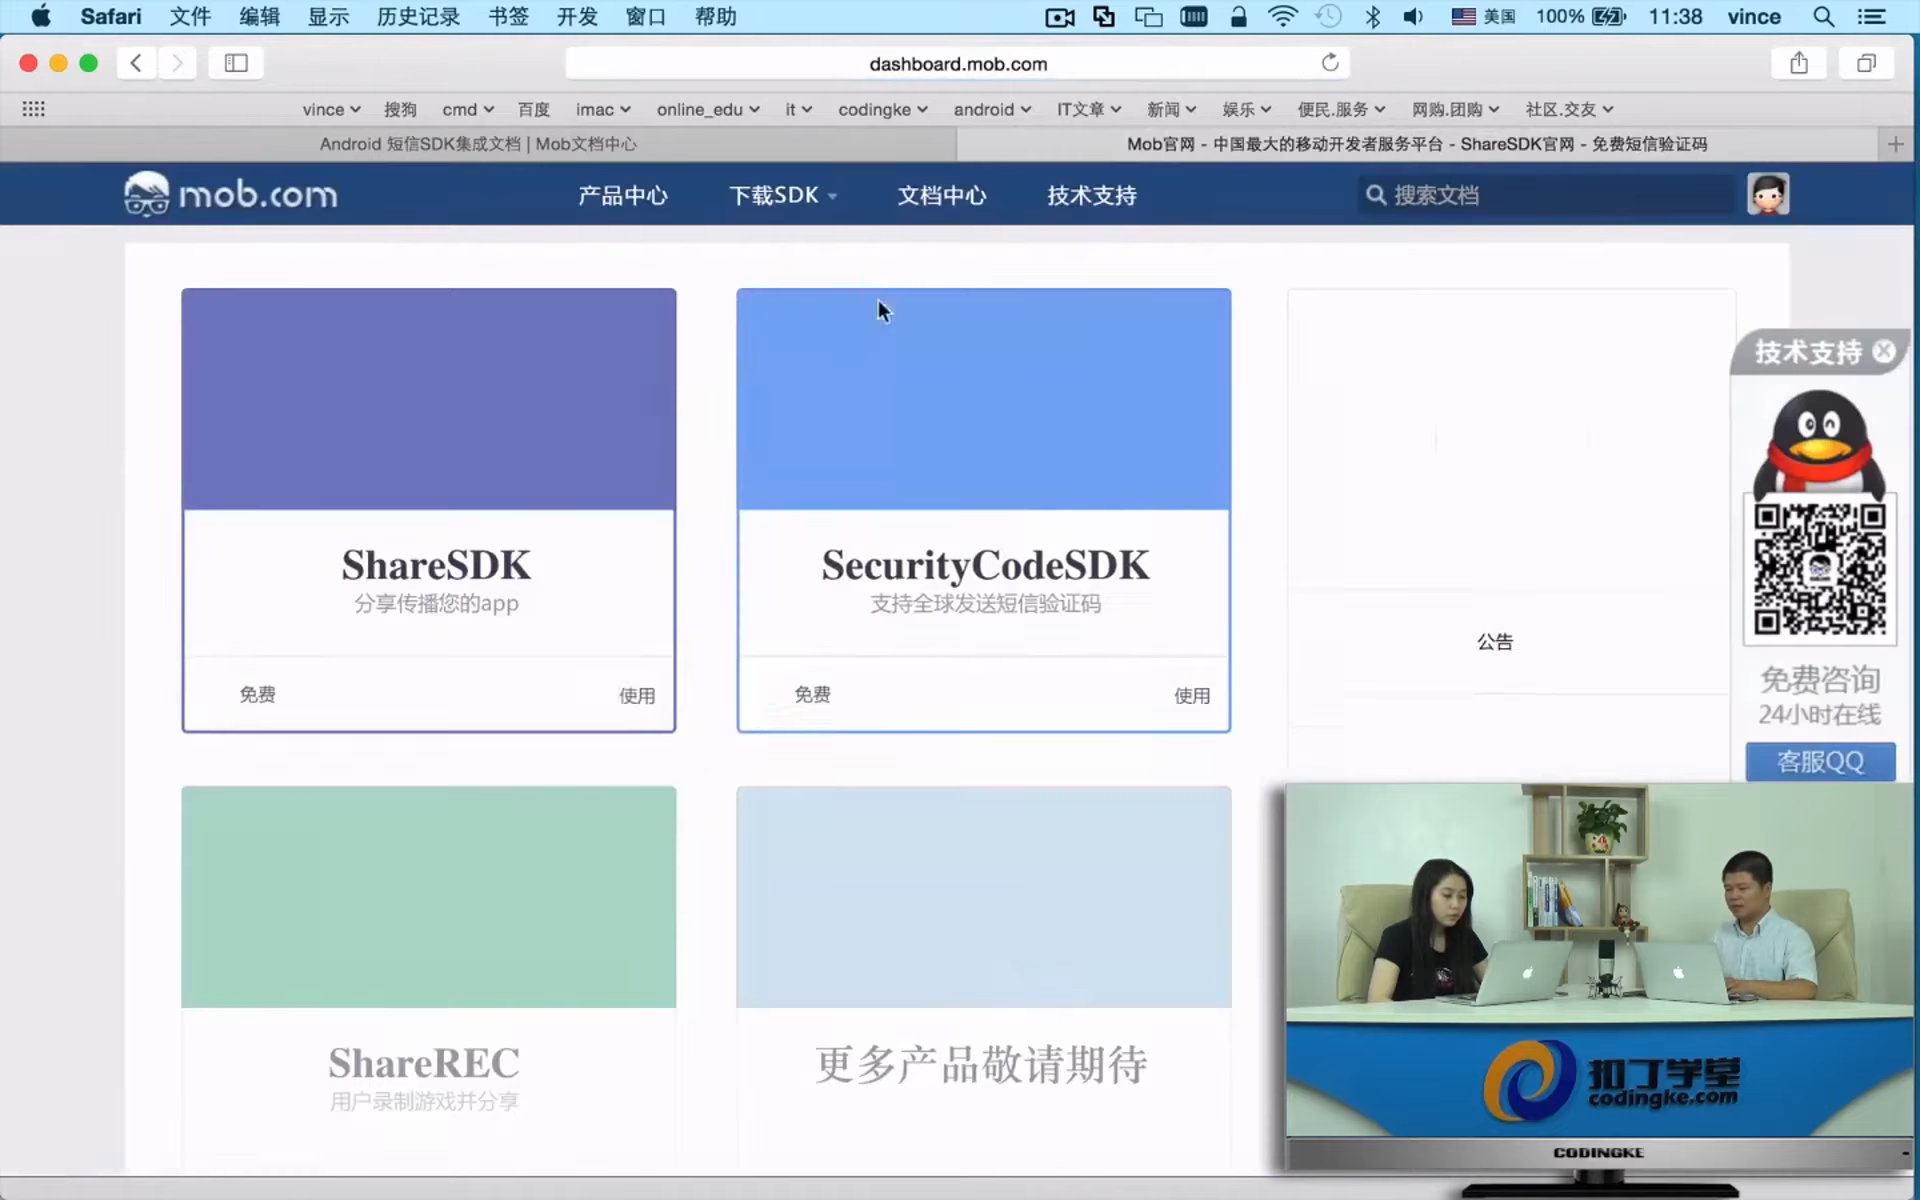 Safari 文件 编辑 显示 历史记录 书签 开发 窗口 帮助 美国 100% 11:38 vince
dashboard.mob.com
vince 搜狗 cmd 百度 imac online_edu it codingke android IT文章 新闻 娱乐 便民.服务 网购.团购 社区.交友
Android 短信SDK集成文档 | Mob文档中心
Mob官网 - 中国最大的移动开发者服务平台 - ShareSDK官网 - 免费短信验证码
mob.com 产品中心 下载SDK 文档中心 技术支持 搜索文档
技术支持
ShareSDK
分享传播您的app
免费 使用
SecurityCodeSDK
支持全球发送短信验证码
免费 使用
公告
免费咨询
24小时在线
客服QQ
ShareREC
用户录制游戏并分享
更多产品敬请期待
扣丁学堂
codingke.com
CODINGKE